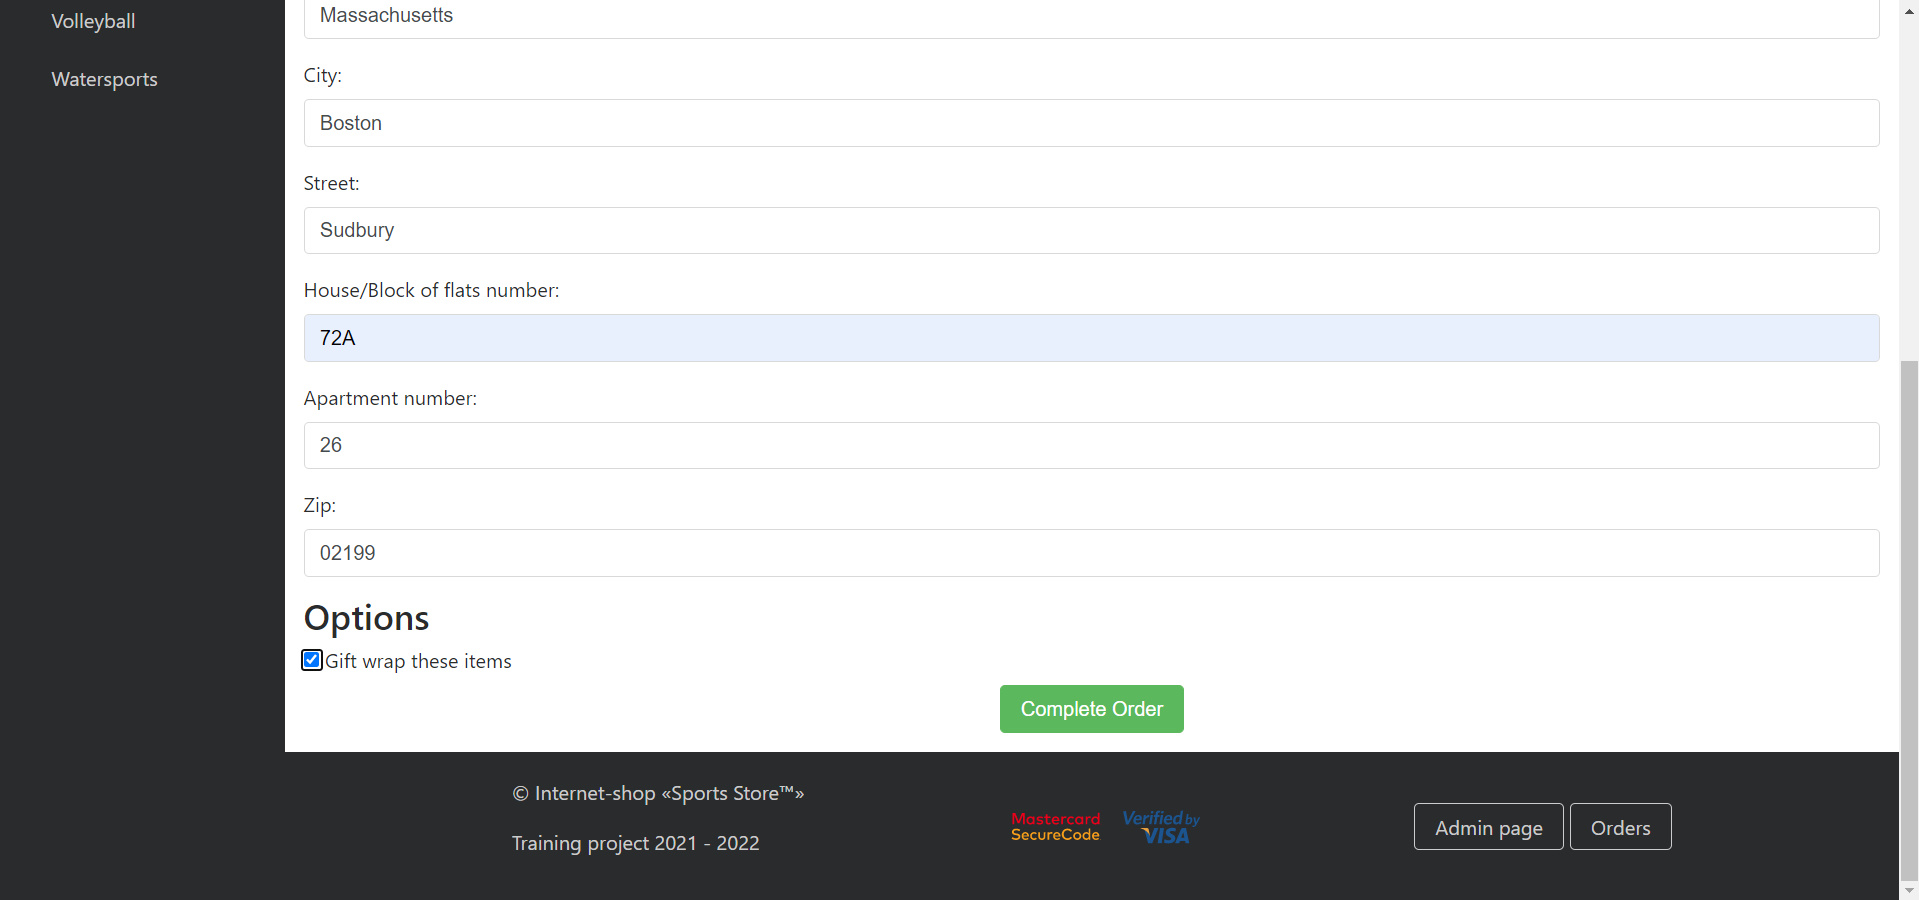 Volleyball
Watersports
Massachusetts
City:
Boston
Street:
Sudbury
House/Block of flats number:
72A
Apartment number:
26
Zip:
02199
Options
Gift wrap these items
Complete Order
© Internet-shop «Sports Store™»
Training project 2021 - 2022
Mastercard
SecureCode
Verified by
VISA
Admin page
Orders